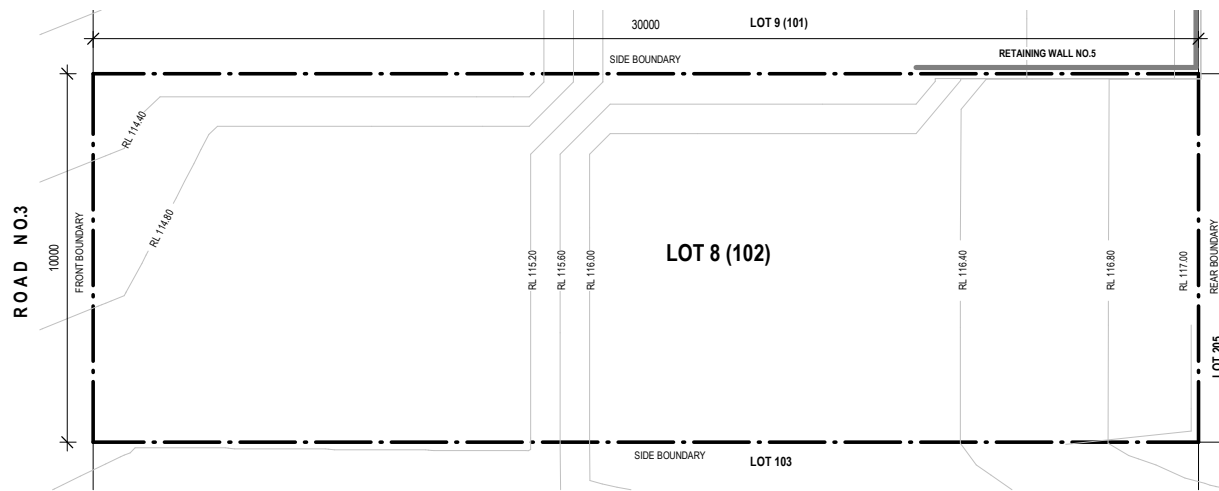 30000
LOT 9 (101)
SIDE BOUNDARY
RETAINING WALL NO.5
RL 114.40
RL 114.80
ROAD NO.3
10000
FRONT BOUNDARY
RL 115.20
RL 115.60
RL 116.00
LOT 8 (102)
RL 116.40
RL 116.80
RL 117.00
REAR BOUNDARY
LOT 205
SIDE BOUNDARY
LOT 103